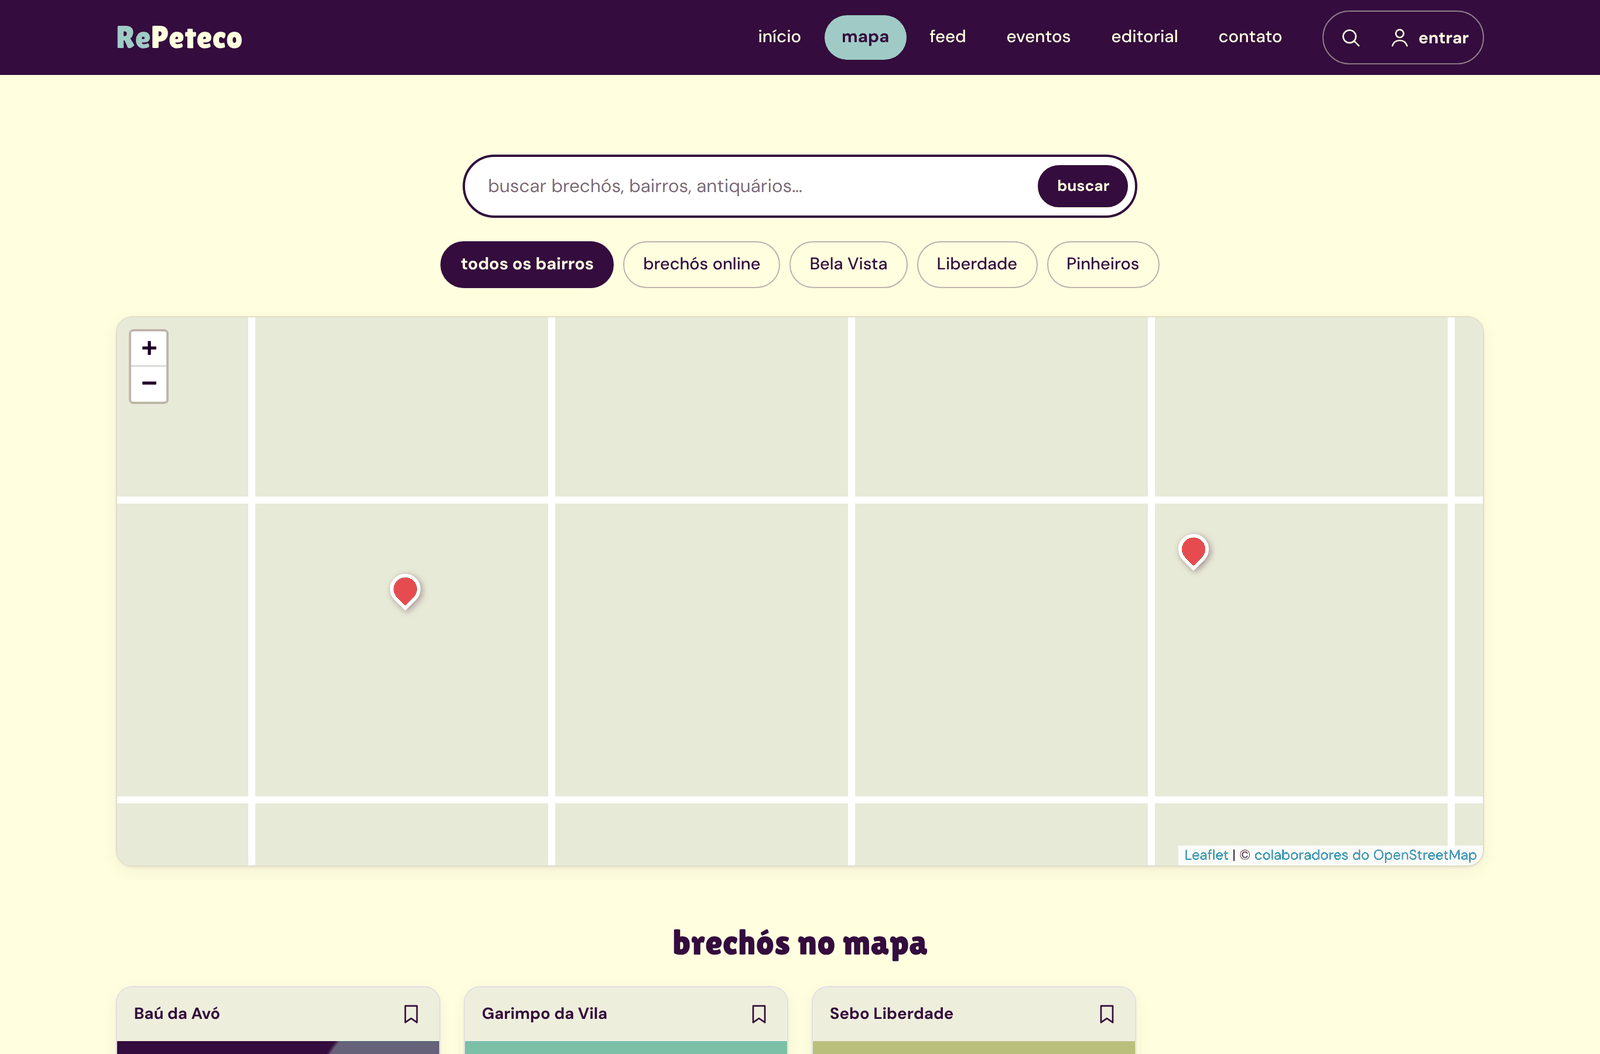 RePeteco
início
mapa
feed
eventos
editorial
contato
entrar
buscar brechós, bairros, antiquários...
buscar
todos os bairros
brechós online
Bela Vista
Liberdade
Pinheiros
+
−
Leaflet | © colaboradores do OpenStreetMap
brechós no mapa
Baú da Avó
Garimpo da Vila
Sebo Liberdade